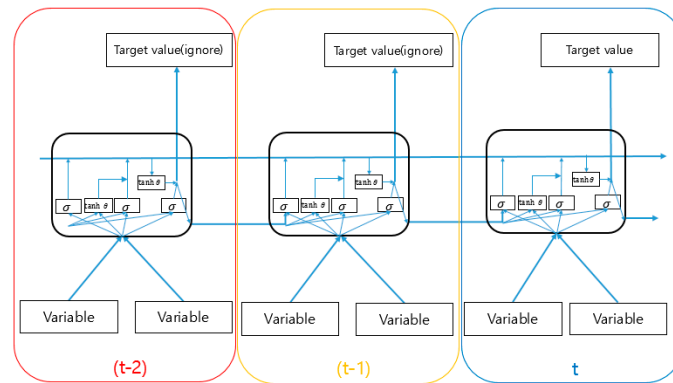 Target value(ignore)
Target value(ignore)
Target value
tanh θ
tanh θ
tanh θ
σ
tanh θ
σ
σ
σ
tanh θ
σ
σ
σ
tanh θ
σ
σ
Variable
Variable
Variable
Variable
Variable
Variable
(t-2)
(t-1)
t